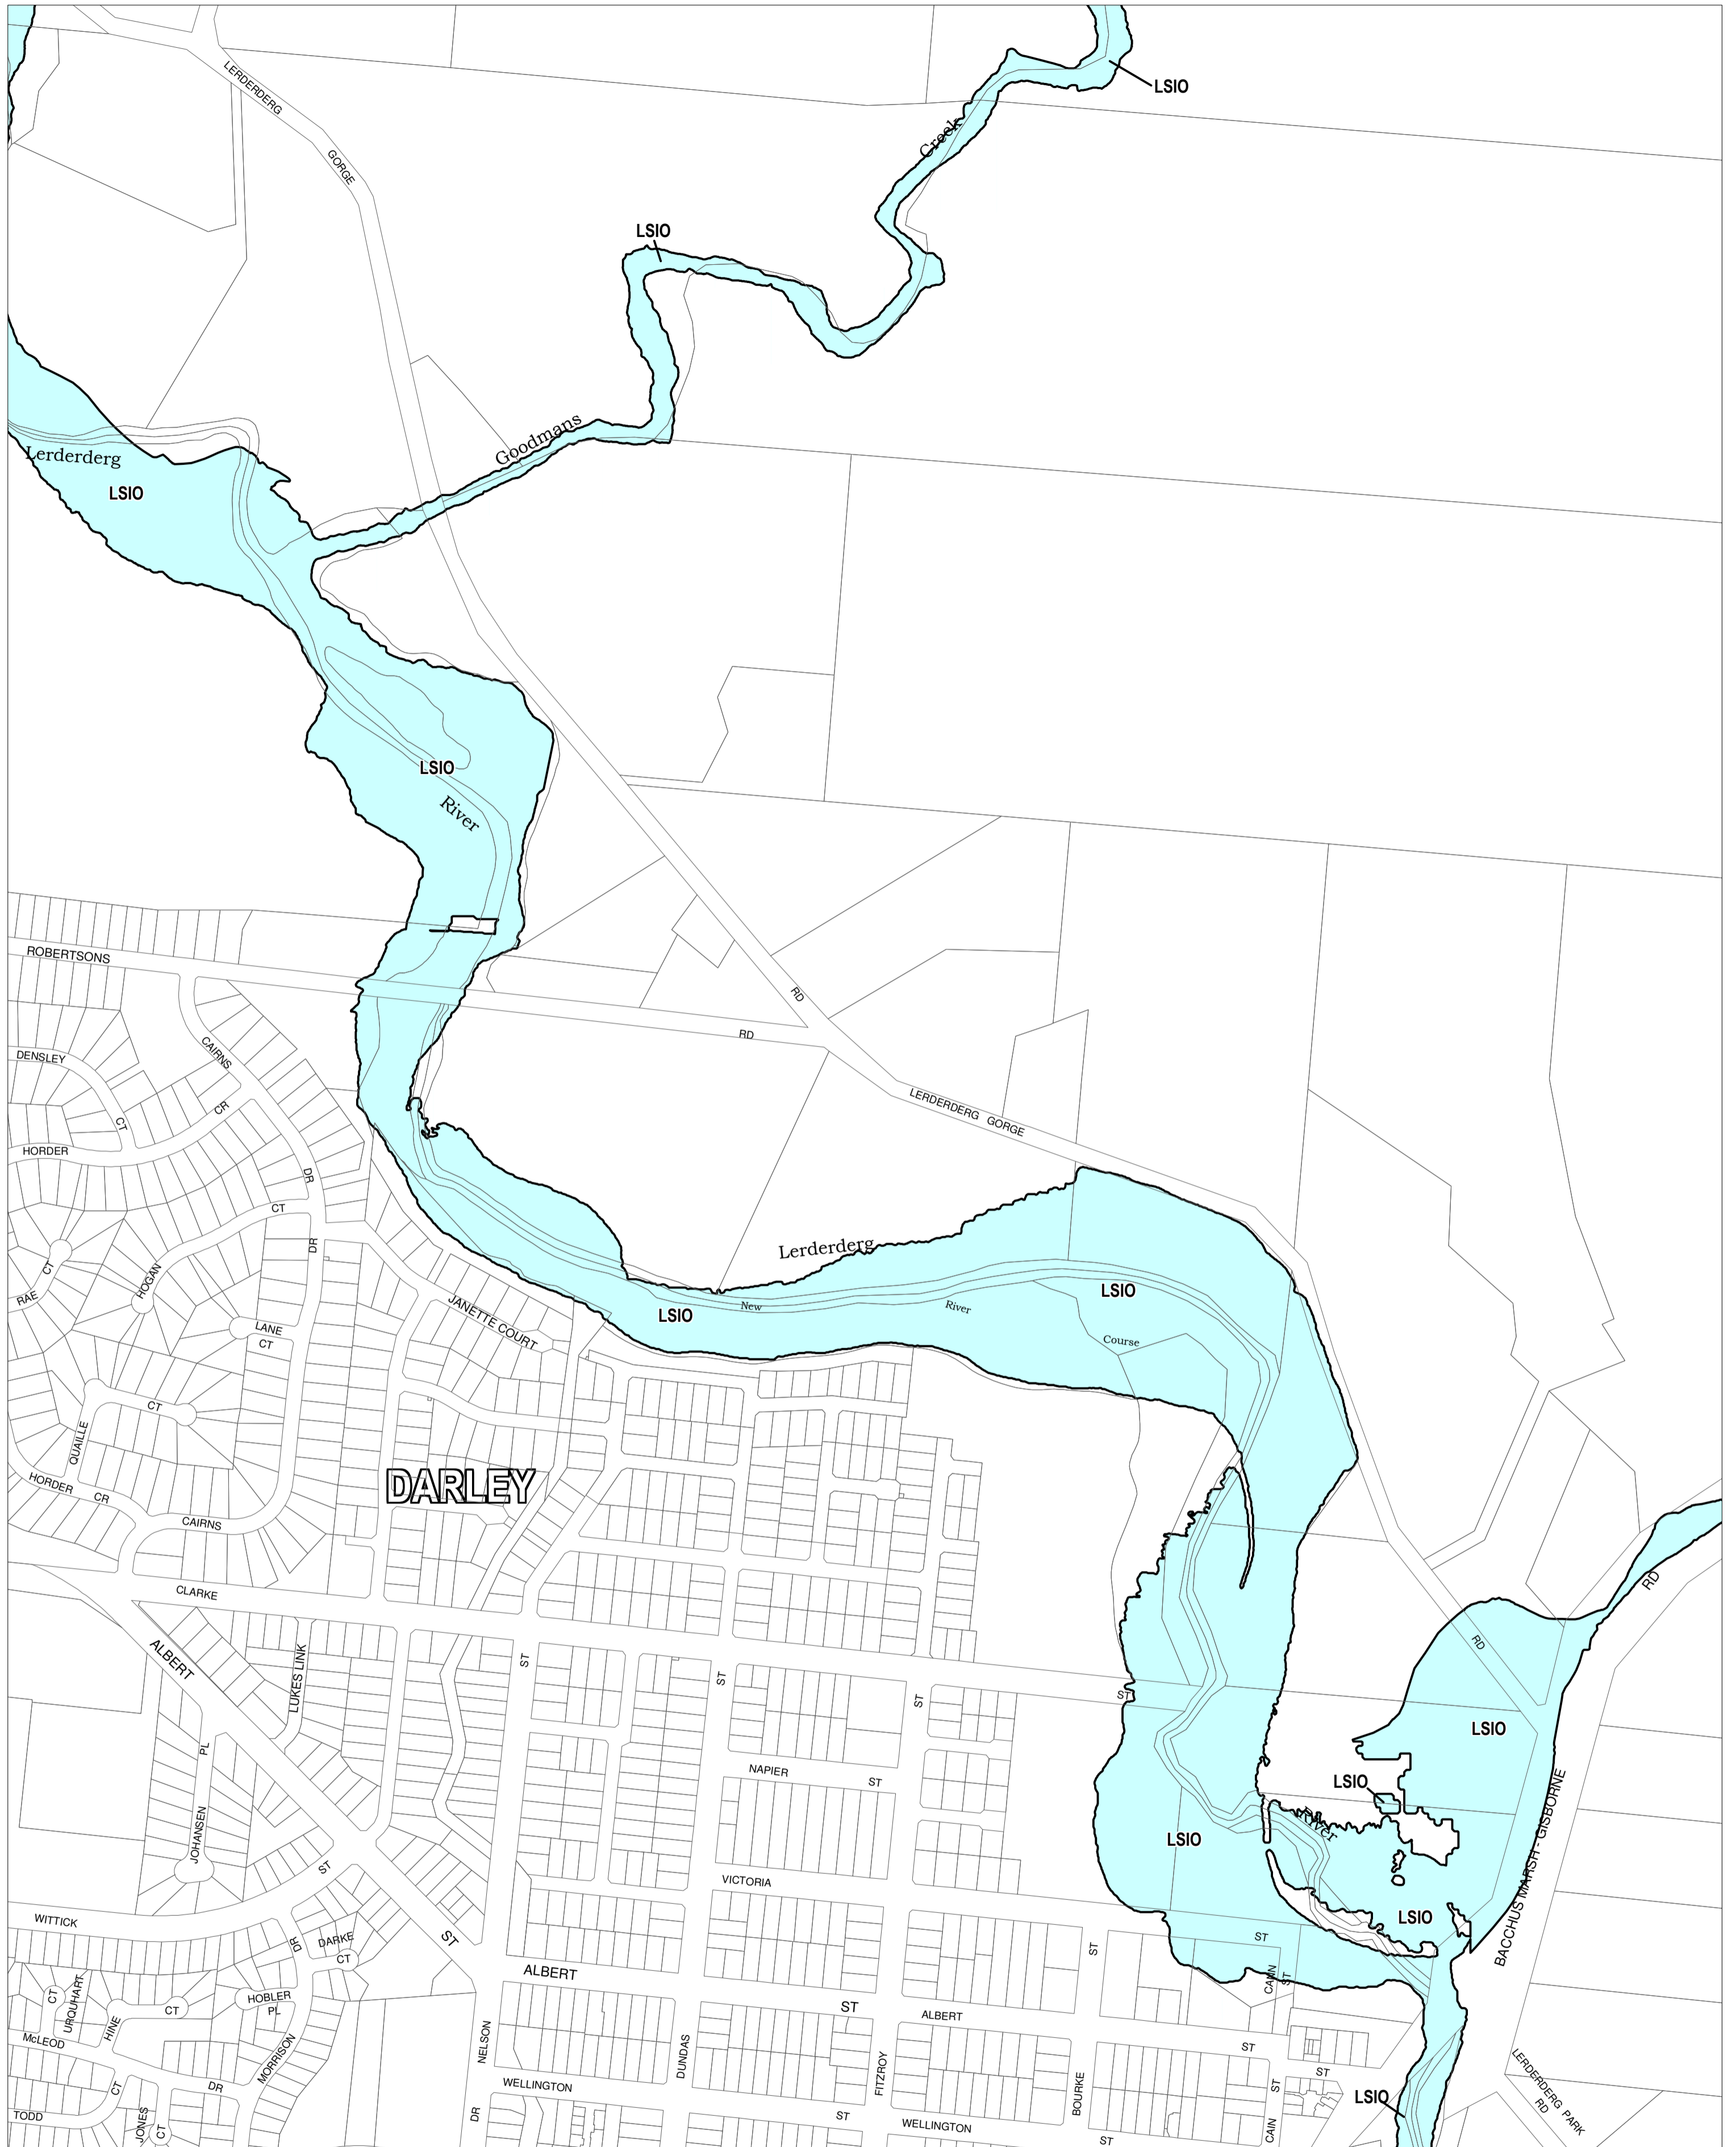 LERDERDERG
GORGE
LSIO
Creek
LSIO
Goodmans
Lerderderg
LSIO
LSIO
River
ROBERTSONS
RD
RD
DENSLEY
CT
CAIRNS
CR
HORDER
DR
LERDERDERG GORGE
CT
DR
CT
RAE
HOGAN
LANE
CT
JANETTE COURT
Lerderderg
LSIO
New
River
LSIO
Course
CT
QUAILLE
HORDER
CR
CAIRNS
DARLEY
CLARKE
ALBERT
LUKES LINK
ST
ST
ST
ST
RD
RD
PL
JOHANSEN
NAPIER
ST
LSIO
LSIO
River
LSIO
BACCHUS MARSH - GISBORNE
ST
VICTORIA
WITTICK
DR
DARKE
CT
ST
ST
ST
LSIO
CAIN
ST
ALBERT
ST
ALBERT
ST
CT
URQUHART
HINE
CT
HOBLER
PL
McLEOD
MORRISON
NELSON
DUNDAS
FITZROY
BOURKE
ST
ST
CAIN
LSIO
LERDERDERG PARK
RD
CT
DR
TODD
JONES
CT
DR
WELLINGTON
ST
WELLINGTON
ST